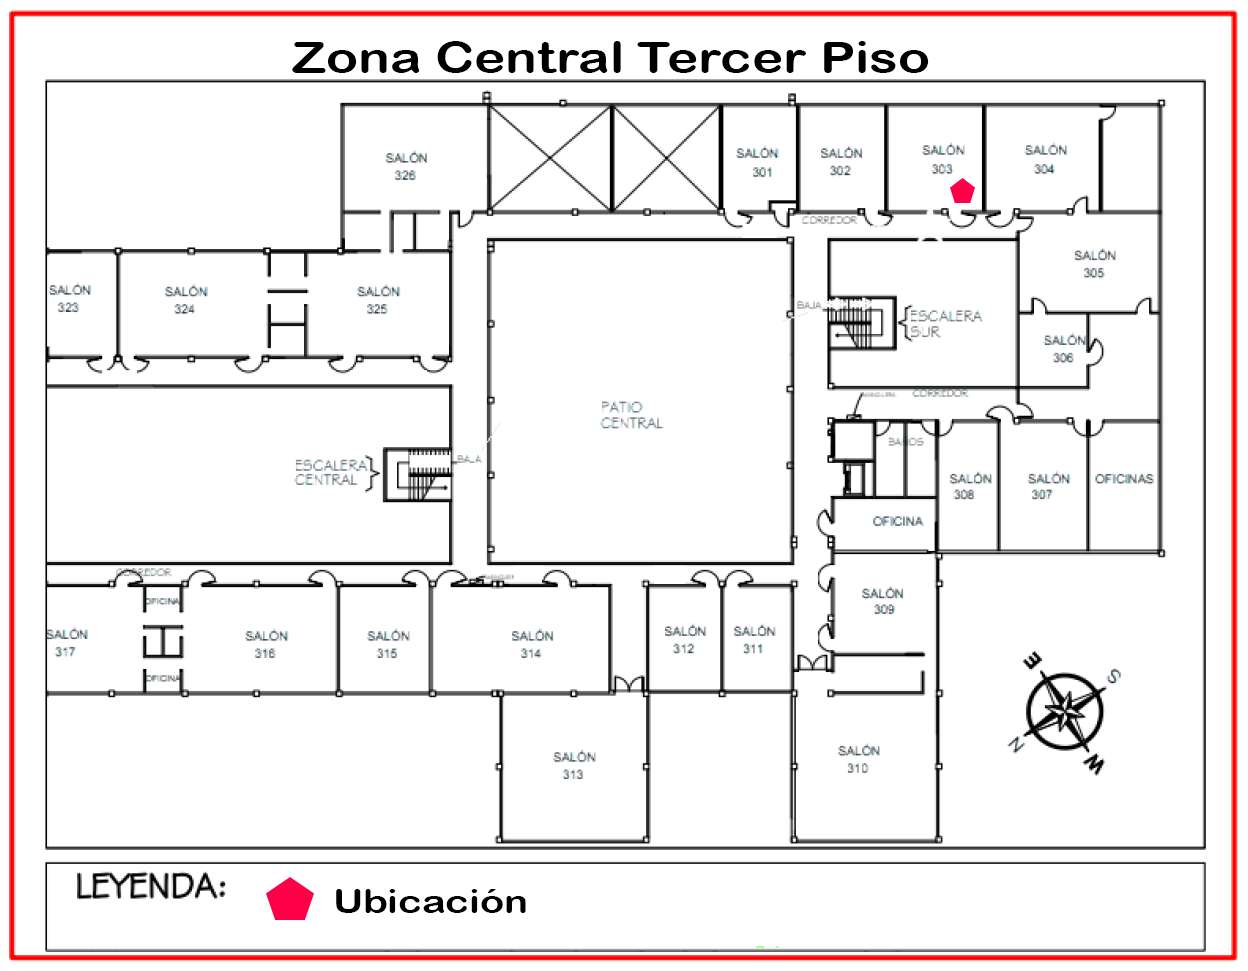 Zona Central Tercer Piso
SALÓN
326
SALÓN
301
SALÓN
302
SALÓN
303
SALÓN
304
CORREDOR
SALÓN
305
SALÓN
323
SALÓN
324
SALÓN
325
BAJA
ESCALERA
SUR
SALÓN
306
CORREDOR
PATIO
CENTRAL
ESCALERA
CENTRAL
BAJA
BAÑOS
SALÓN
308
SALÓN
307
OFICINAS
OFICINA
CORREDOR
OFICINA
SALÓN
317
SALÓN
316
SALÓN
315
SALÓN
314
SALÓN
312
SALÓN
311
SALÓN
309
OFICINA
SALÓN
313
SALÓN
310
E
S
N
W
LEYENDA:
Ubicación